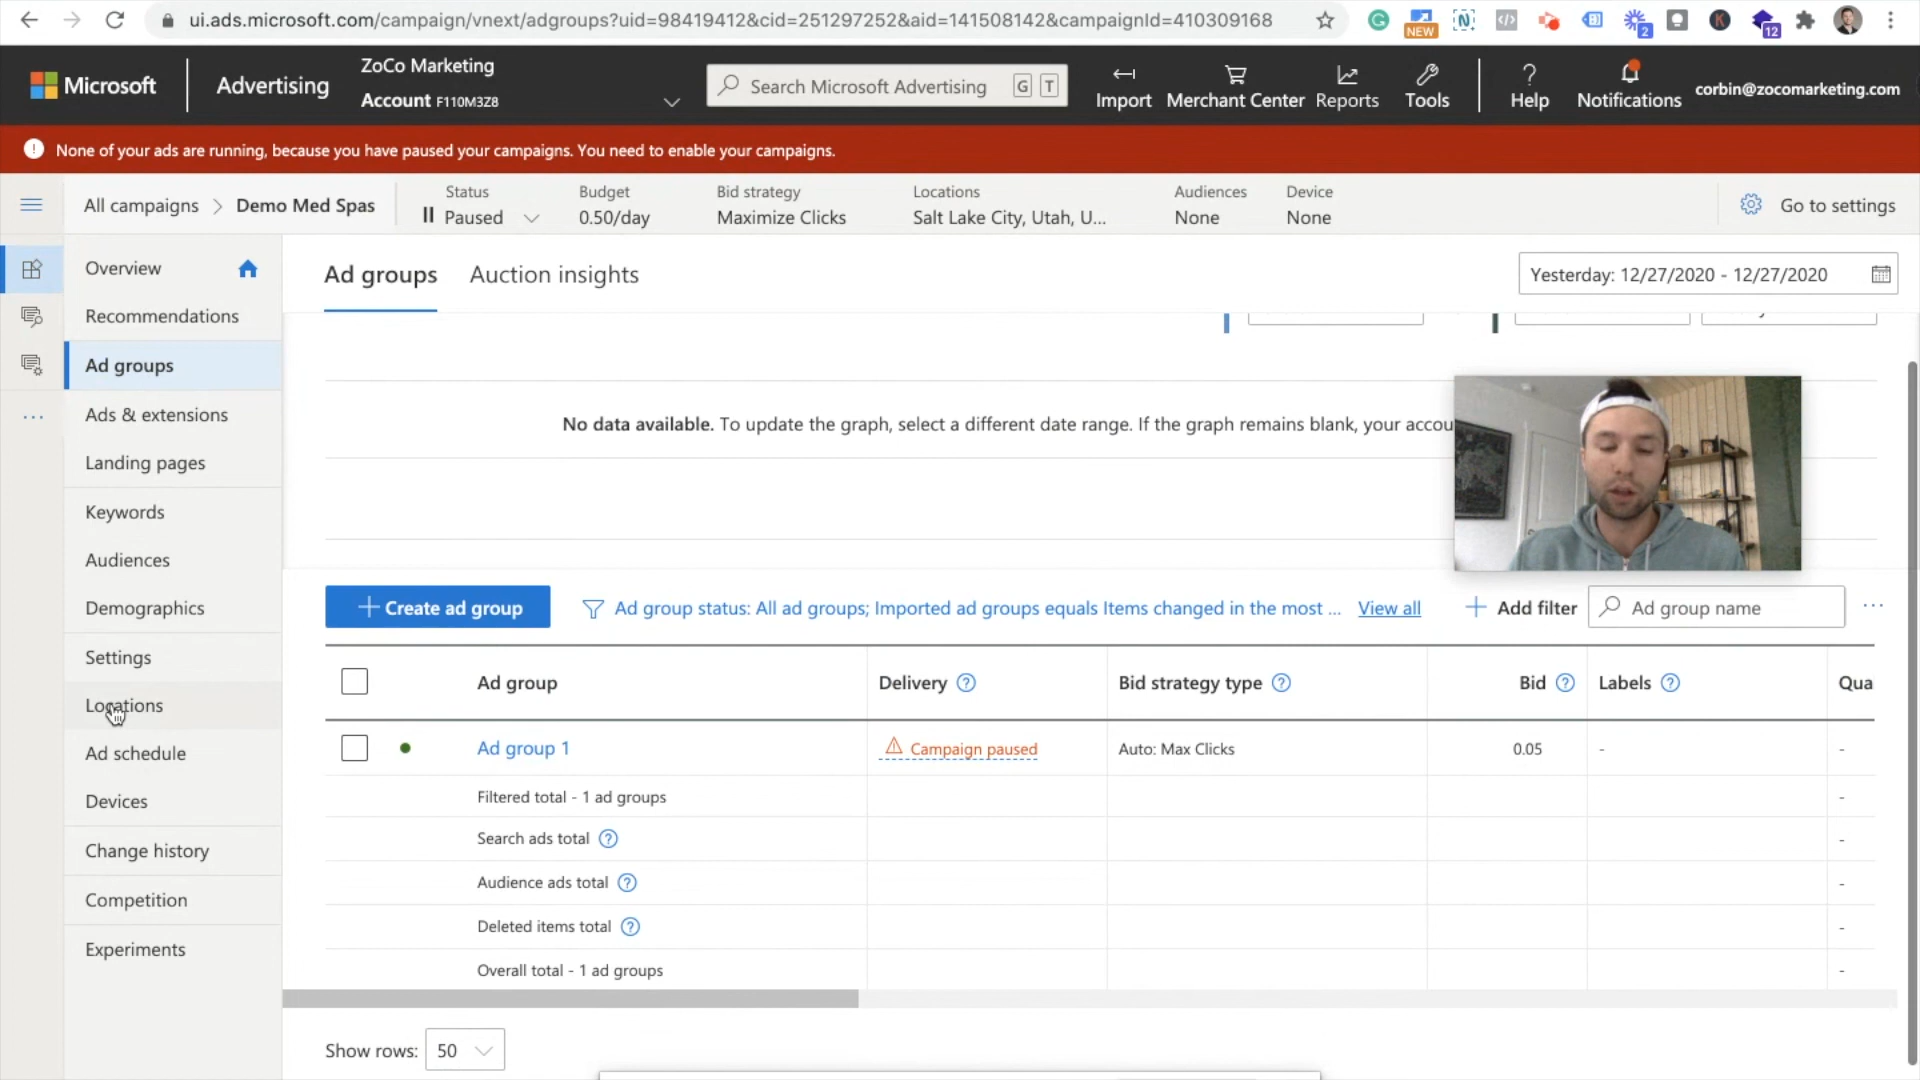 ui.ads.microsoft.com/campaign/vnext/adgroups?uid=98419412&cid=251297252&aid=141508142&campaignId=410309168
NEW
2
12
Microsoft
Advertising
ZoCo Marketing
Account F110M3Z8
Search Microsoft Advertising
G
T
Import
Merchant Center
Reports
Tools
Help
Notifications
corbin@zocomarketing.com
None of your ads are running, because you have paused your campaigns. You need to enable your campaigns.
All campaigns
Demo Med Spas
Status
Paused
Budget
0.50/day
Bid strategy
Maximize Clicks
Locations
Salt Lake City, Utah, U...
Audiences
None
Device
None
Go to settings
Overview
Recommendations
Ad groups
Ads & extensions
Landing pages
Keywords
Audiences
Demographics
Settings
Locations
Ad schedule
Devices
Change history
Competition
Experiments
Ad groups
Auction insights
Yesterday: 12/27/2020 - 12/27/2020
No data available. To update the graph, select a different date range. If the graph remains blank, your accou
Create ad group
Ad group status: All ad groups; Imported ad groups equals Items changed in the most ...
View all
Add filter
Ad group name
Ad group
Delivery
Bid strategy type
Bid
Labels
Qua
Ad group 1
Campaign paused
Auto: Max Clicks
0.05
-
-
Filtered total - 1 ad groups
-
Search ads total
-
Audience ads total
-
Deleted items total
-
Overall total - 1 ad groups
-
Show rows:
50